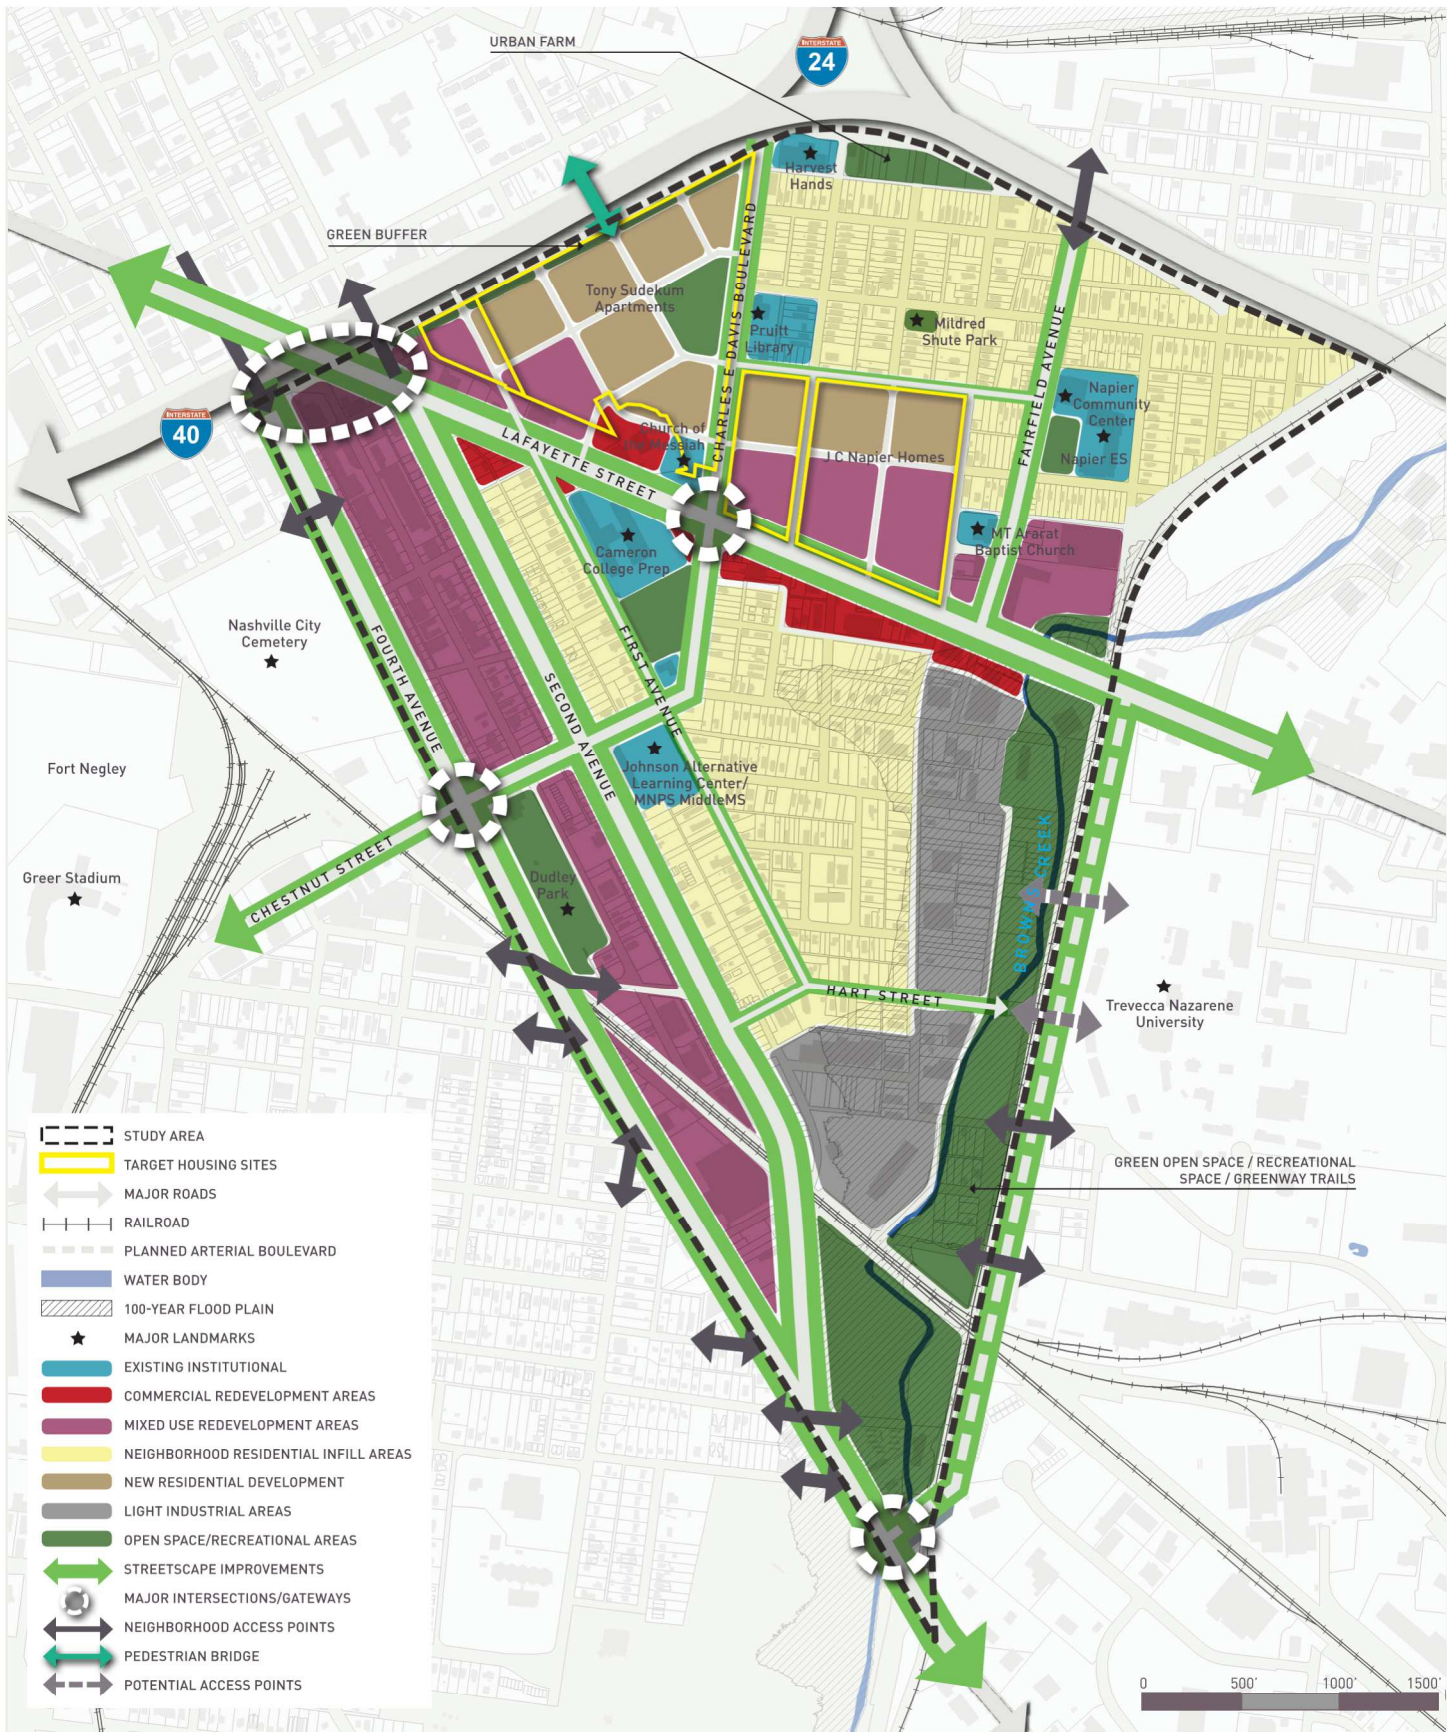 URBAN FARM
INTERSTATE
24
Harvest
Hands
GREEN BUFFER
CHARLES E DAVIS BOULEVARD
Tony Sudekum
Apartments
Pruitt
Library
Mildred
Shute Park
FAIRFIELD AVENUE
Napier
Community
Center
Napier ES
INTERSTATE
40
Church of
the Messiah
LAFAYETTE STREET
J C Napier Homes
MT Ararat
Baptist Church
Cameron
College Prep
Nashville City
Cemetery
FOURTH AVENUE
FIRST AVENUE
SECOND AVENUE
Fort Negley
Johnson Alternative
Learning Center/
MNPS MiddleMS
CHESTNUT STREET
Greer Stadium
Dudley
Park
BROWNS CREEK
HART STREET
Trevecca Nazarene
University
GREEN OPEN SPACE / RECREATIONAL
SPACE / GREENWAY TRAILS
STUDY AREA
TARGET HOUSING SITES
MAJOR ROADS
RAILROAD
PLANNED ARTERIAL BOULEVARD
WATER BODY
100-YEAR FLOOD PLAIN
MAJOR LANDMARKS
EXISTING INSTITUTIONAL
COMMERCIAL REDEVELOPMENT AREAS
MIXED USE REDEVELOPMENT AREAS
NEIGHBORHOOD RESIDENTIAL INFILL AREAS
NEW RESIDENTIAL DEVELOPMENT
LIGHT INDUSTRIAL AREAS
OPEN SPACE/RECREATIONAL AREAS
STREETSCAPE IMPROVEMENTS
MAJOR INTERSECTIONS/GATEWAYS
NEIGHBORHOOD ACCESS POINTS
PEDESTRIAN BRIDGE
POTENTIAL ACCESS POINTS
0 500' 1000' 1500'